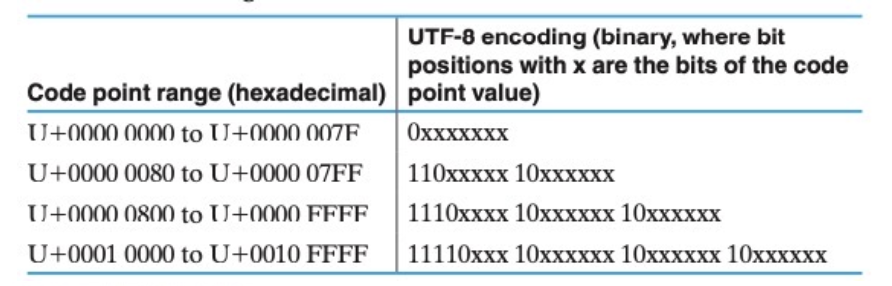 UTF-8 encoding (binary, where bit
positions with x are the bits of the code
Code point range (hexadecimal) point value)
U+0000 0000 to U+0000 007F 0xxxxxxx
U+0000 0080 to U+0000 07FF 110xxxxx 10xxxxxx
U+0000 0800 to U+0000 FFFF 1110xxxx 10xxxxxx 10xxxxxx
U+0001 0000 to U+0010 FFFF 11110xxx 10xxxxxx 10xxxxxx 10xxxxxx